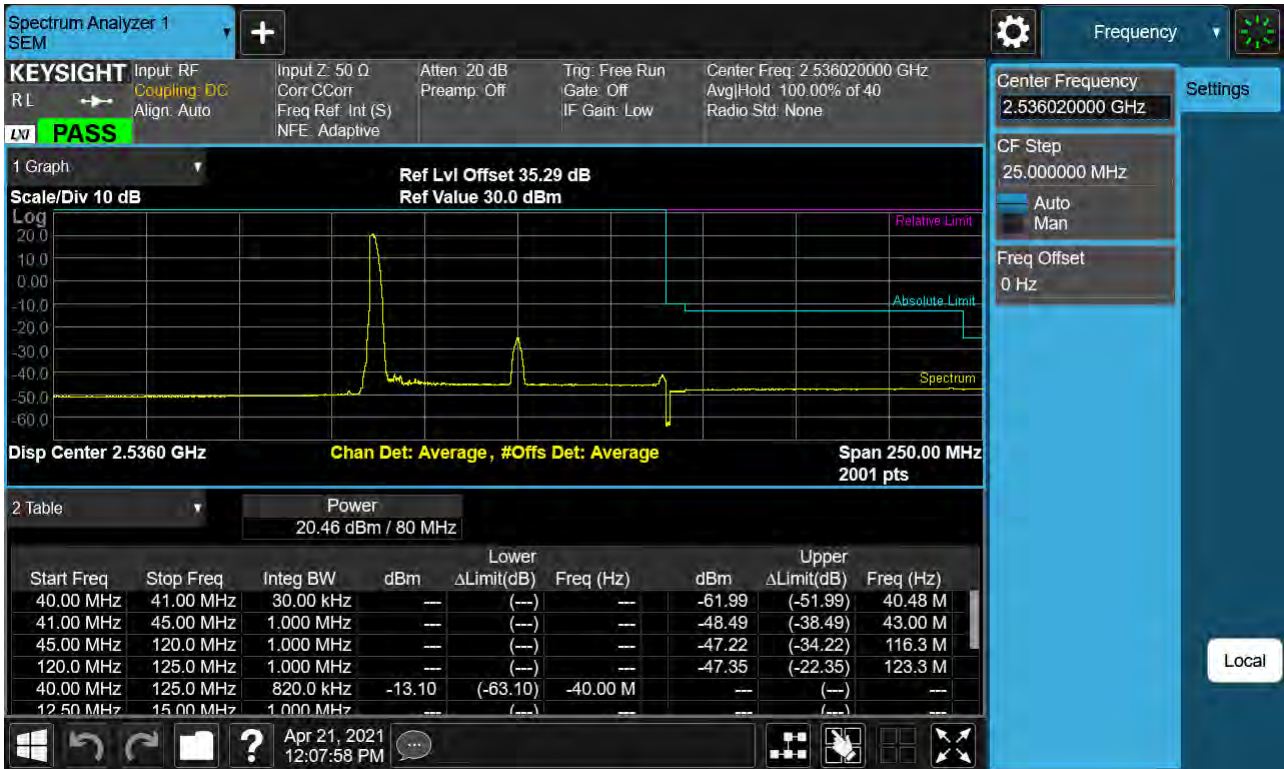 Spectrum Analyzer 1
SEM
Frequency
KEYSIGHT
Input: RF
Coupling: DC
Align: Auto
Input Z: 50 Ω
Corr CCorr
Freq Ref: Int (S)
NFE: Adaptive
Atten: 20 dB
Preamp: Off
Trig: Free Run
Gate: Off
IF Gain: Low
Center Freq: 2.536020000 GHz
Avg|Hold: 100.00% of 40
Radio Std: None
R L
LXI PASS
Center Frequency
2.536020000 GHz
Settings
CF Step
25.000000 MHz
Auto
Man
Freq Offset
0 Hz
Local
1 Graph
Scale/Div 10 dB
Ref Lvl Offset 35.29 dB
Ref Value 30.0 dBm
Log
20.0
10.0
0.00
-10.0
-20.0
-30.0
-40.0
-50.0
-60.0
Relative Limit
Absolute Limit
Spectrum
Disp Center 2.5360 GHz Chan Det: Average, #Offs Det: Average Span 250.00 MHz
2001 pts
2 Table
Power
20.46 dBm / 80 MHz
Lower Upper
Start Freq Stop Freq Integ BW dBm ΔLimit(dB) Freq (Hz) dBm ΔLimit(dB) Freq (Hz)
40.00 MHz 41.00 MHz 30.00 kHz --- (---) --- -61.99 (-51.99) 40.48 M
41.00 MHz 45.00 MHz 1.000 MHz --- (---) --- -48.49 (-38.49) 43.00 M
45.00 MHz 120.0 MHz 1.000 MHz --- (---) --- -47.22 (-34.22) 116.3 M
120.0 MHz 125.0 MHz 1.000 MHz --- (---) --- -47.35 (-22.35) 123.3 M
40.00 MHz 125.0 MHz 820.0 kHz -13.10 (-63.10) -40.00 M --- (---) ---
12.50 MHz 15.00 MHz 1.000 MHz --- (---) --- --- (---) ---
?
Apr 21, 2021
12:07:58 PM